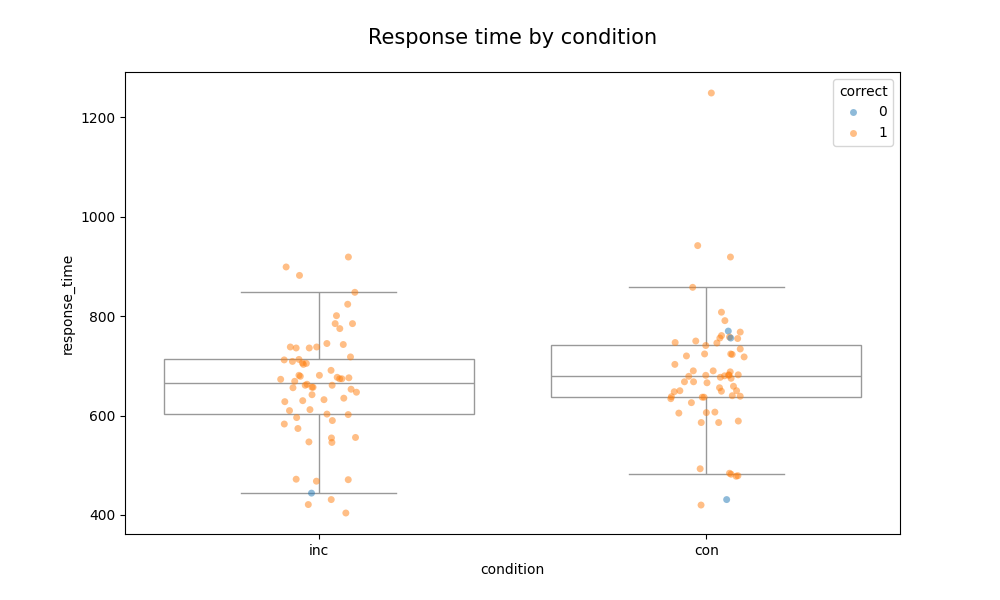 Response time by condition
correct
0
1
1200
1000
800
600
400
response_time
inc
con
condition